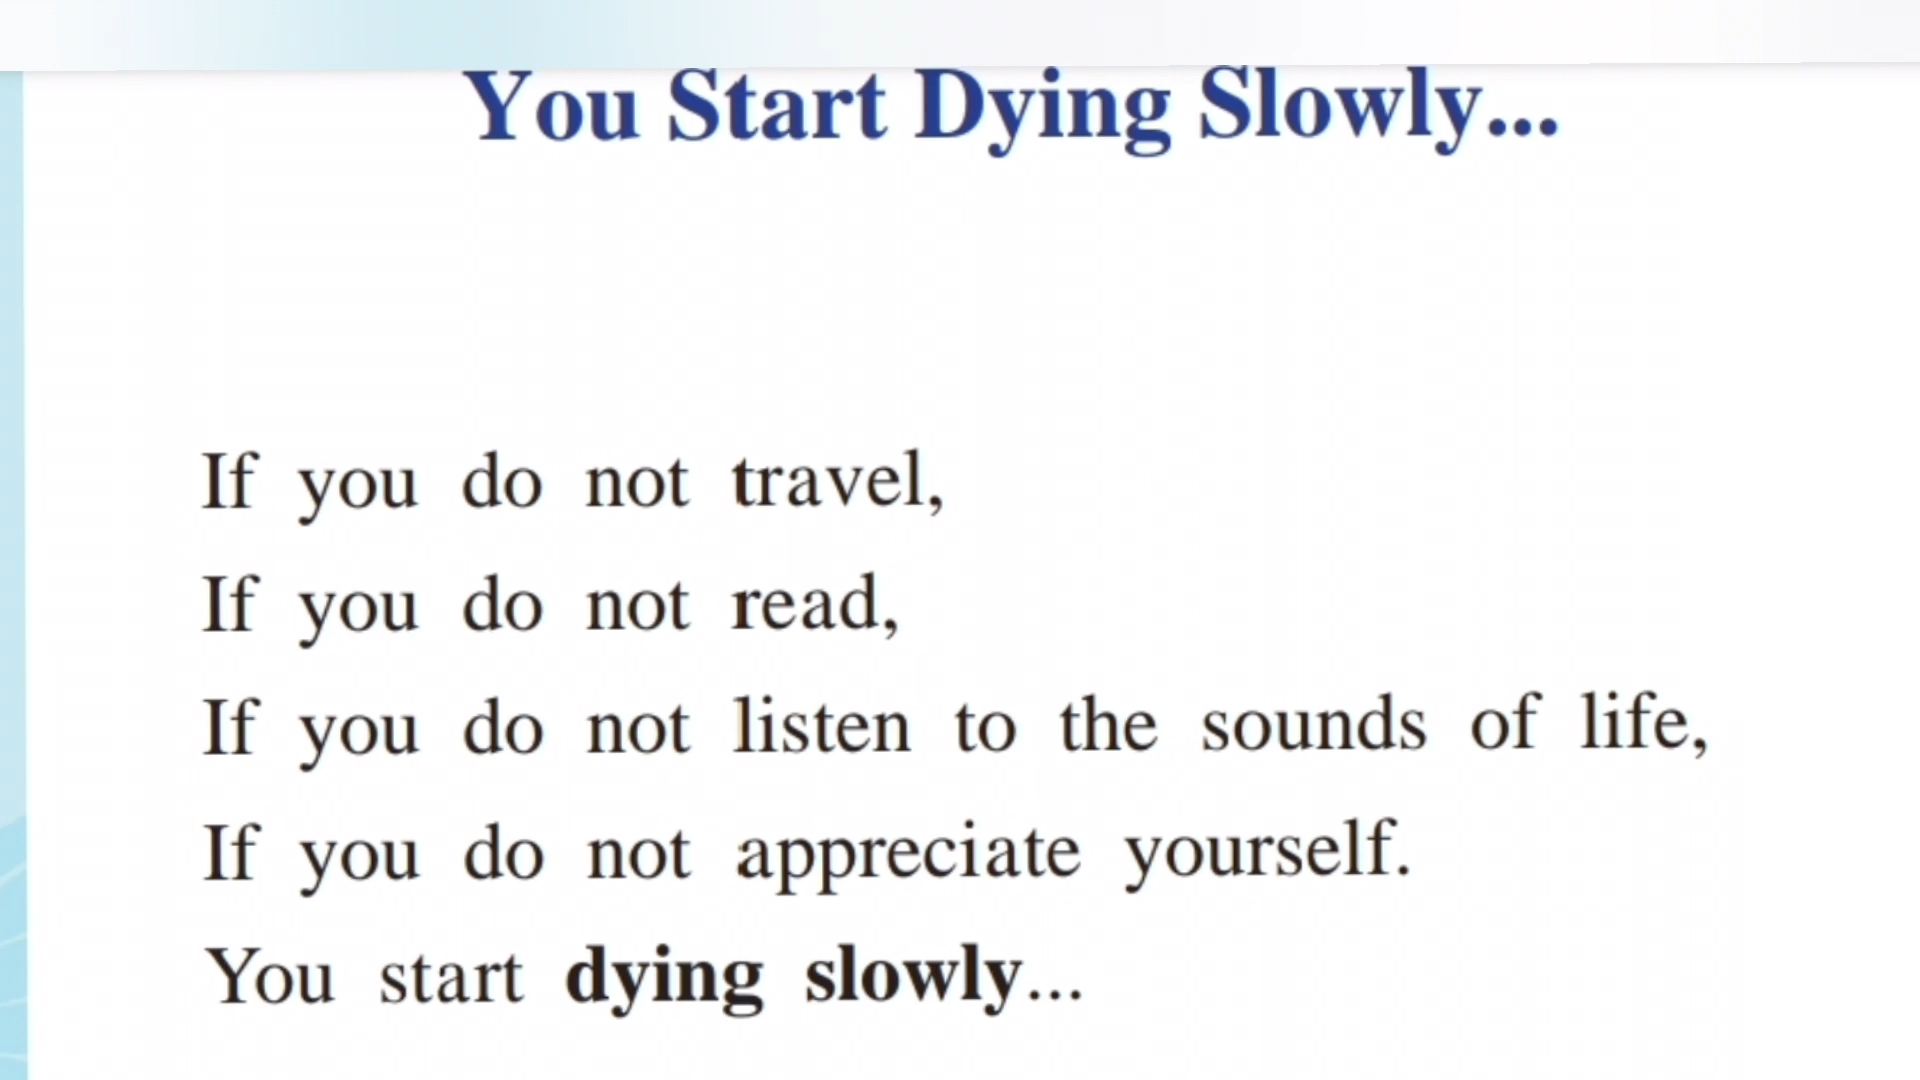 You Start Dying Slowly...
If you do not travel,
If you do not read,
If you do not listen to the sounds of life,
If you do not appreciate yourself.
You start dying slowly...